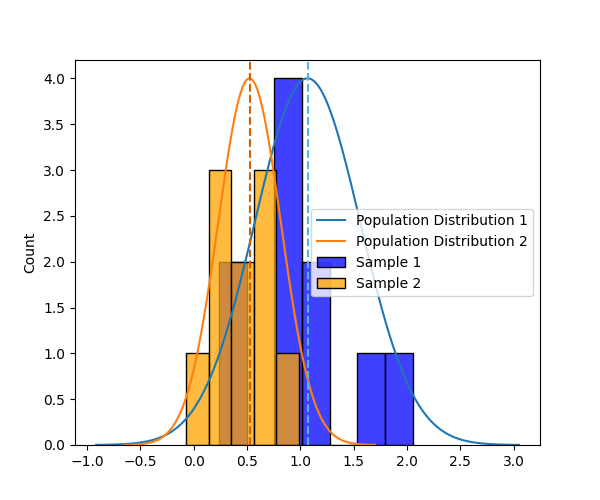 4.0
3.5
3.0
2.5
2.0
1.5
1.0
0.5
0.0
Count
Population Distribution 1
Population Distribution 2
Sample 1
Sample 2
−1.0 −0.5 0.0 0.5 1.0 1.5 2.0 2.5 3.0